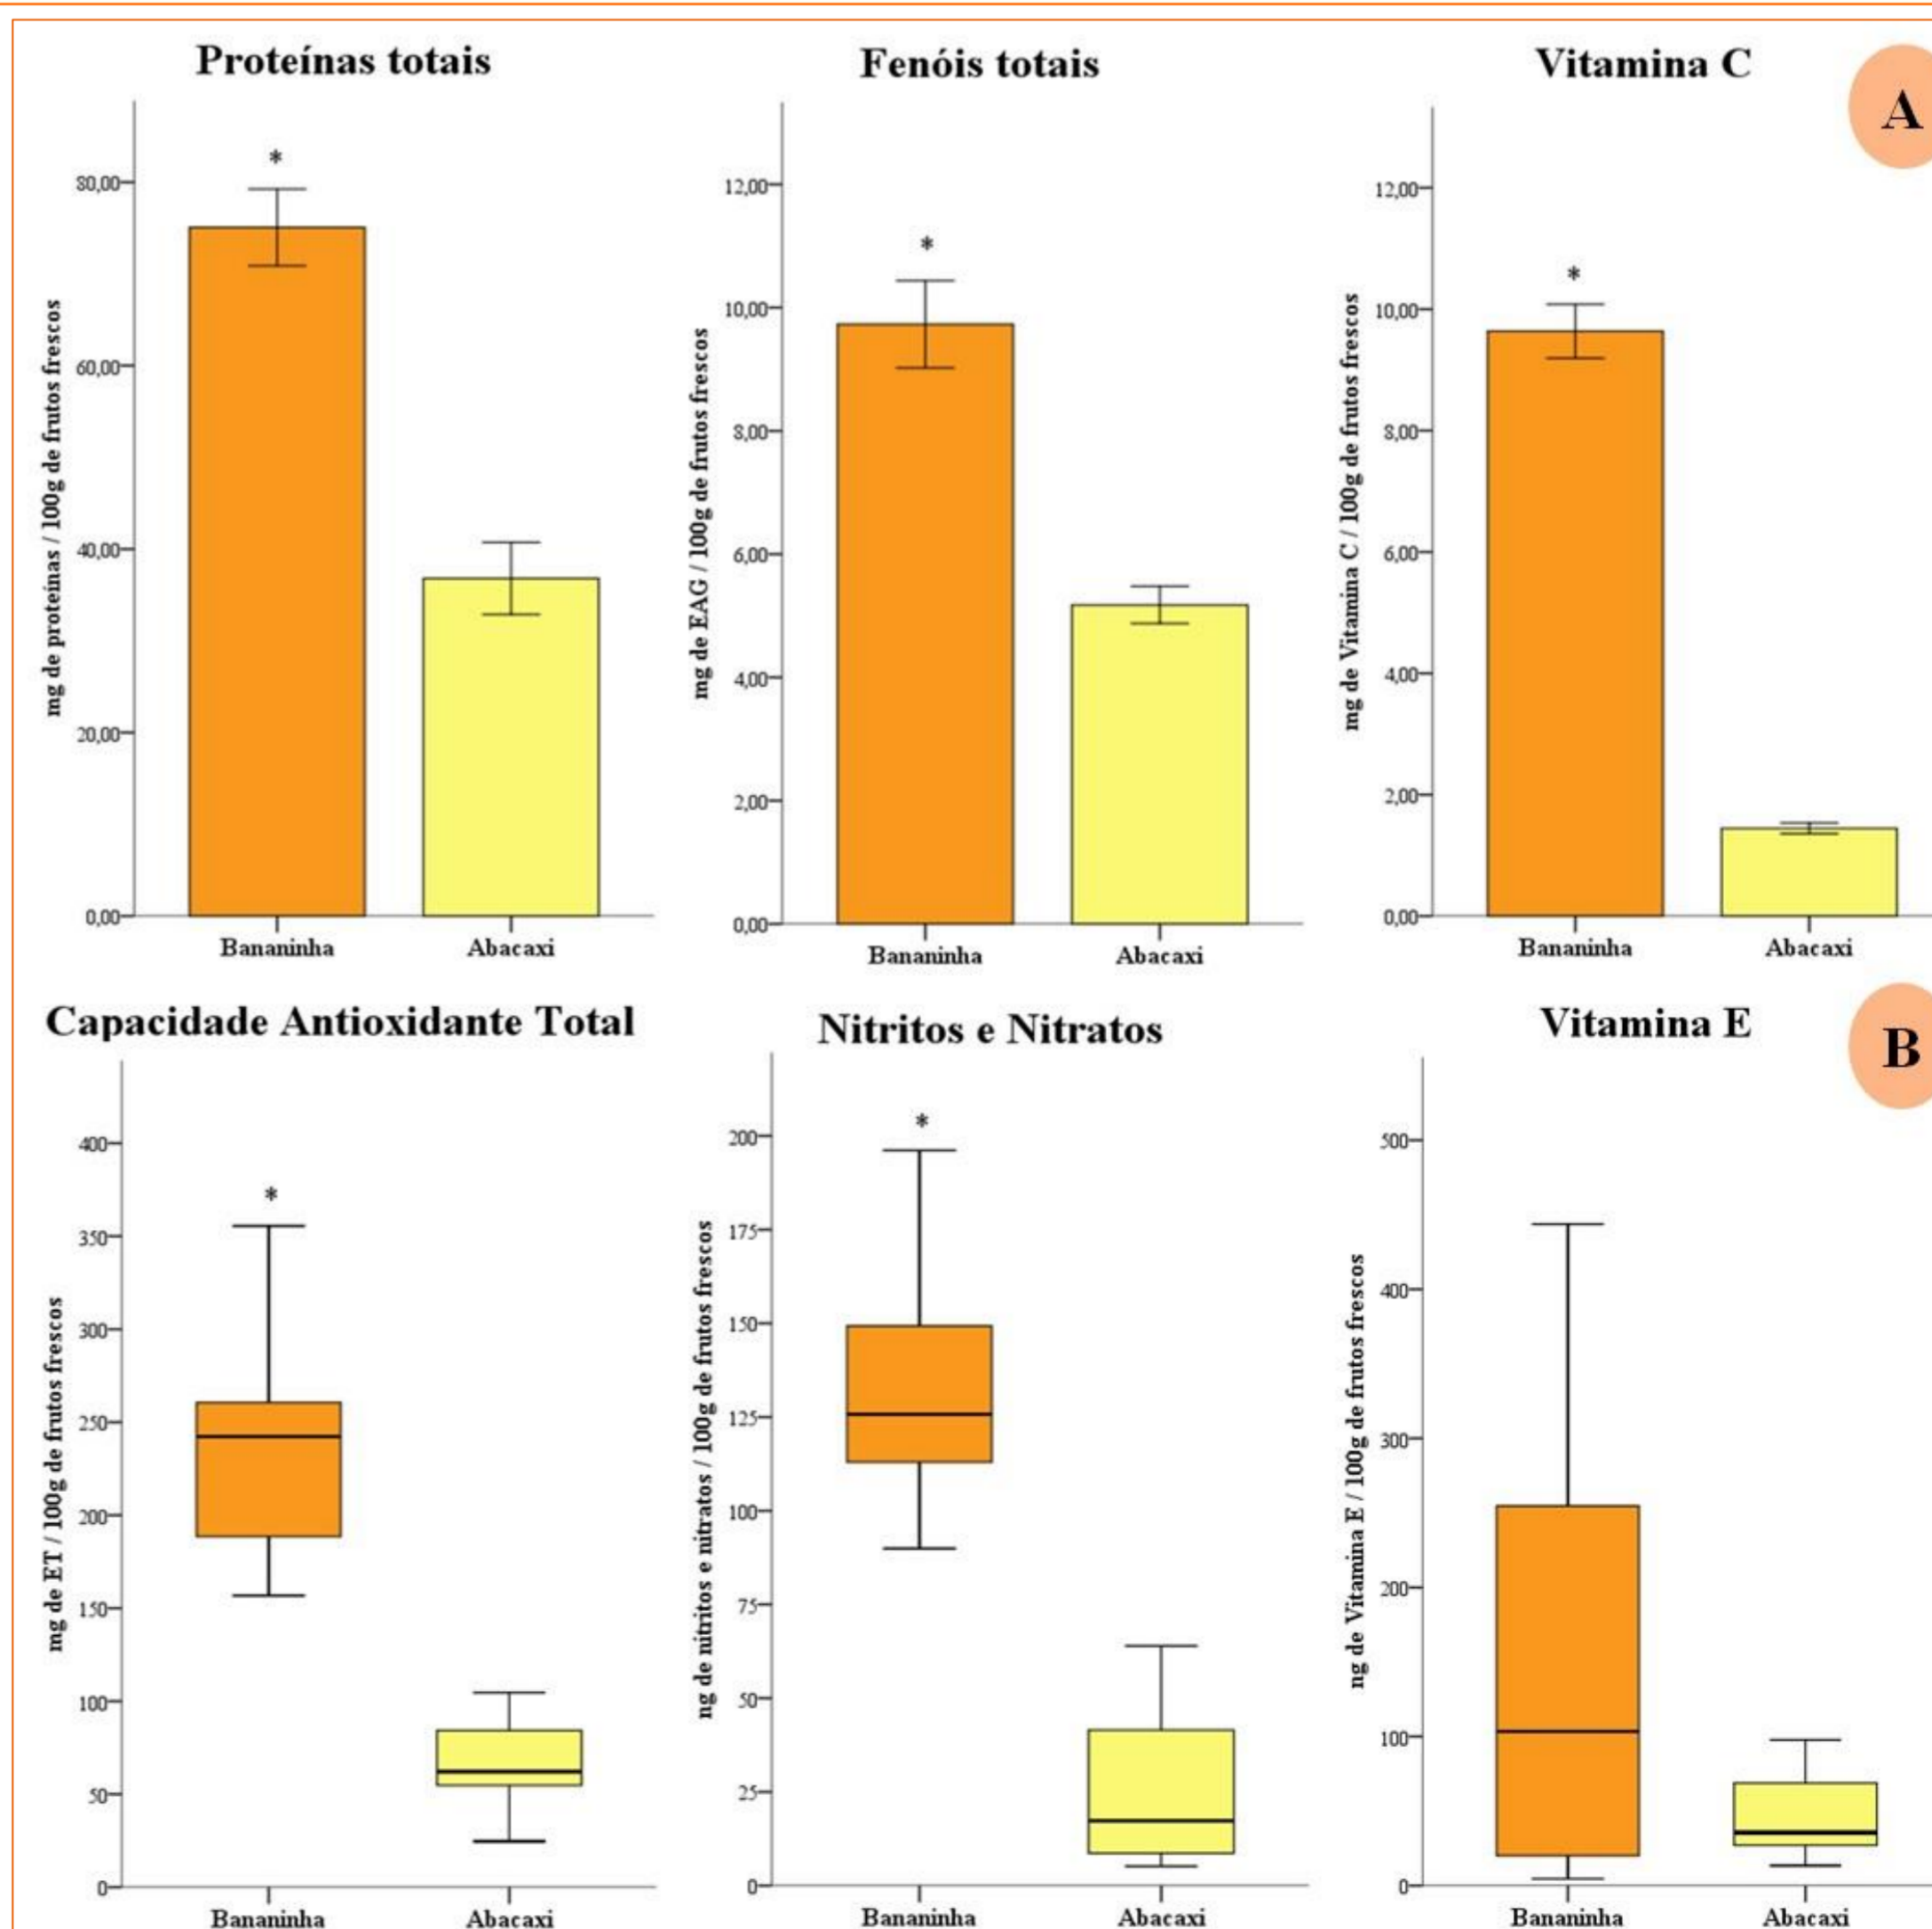 Proteínas totais
mg de proteínas / 100g de frutos frescos
80,00
60,00
40,00
20,00
0,00
*
Bananinha
Abacaxi
Fenóis totais
mg de EAG / 100g de frutos frescos
12,00
10,00
8,00
6,00
4,00
2,00
0,00
*
Bananinha
Abacaxi
Vitamina C
A
mg de Vitamina C / 100g de frutos frescos
12,00
10,00
8,00
6,00
4,00
2,00
0,00
*
Bananinha
Abacaxi
Capacidade Antioxidante Total
mg de ET / 100g de frutos frescos
400
350
300
250
200
150
100
50
0
*
Bananinha
Abacaxi
Nitritos e Nitratos
ng de nitritos e nitratos / 100g de frutos frescos
200
175
150
125
100
75
50
25
0
*
Bananinha
Abacaxi
Vitamina E
B
ng de Vitamina E / 100g de frutos frescos
500
400
300
200
100
0
Bananinha
Abacaxi